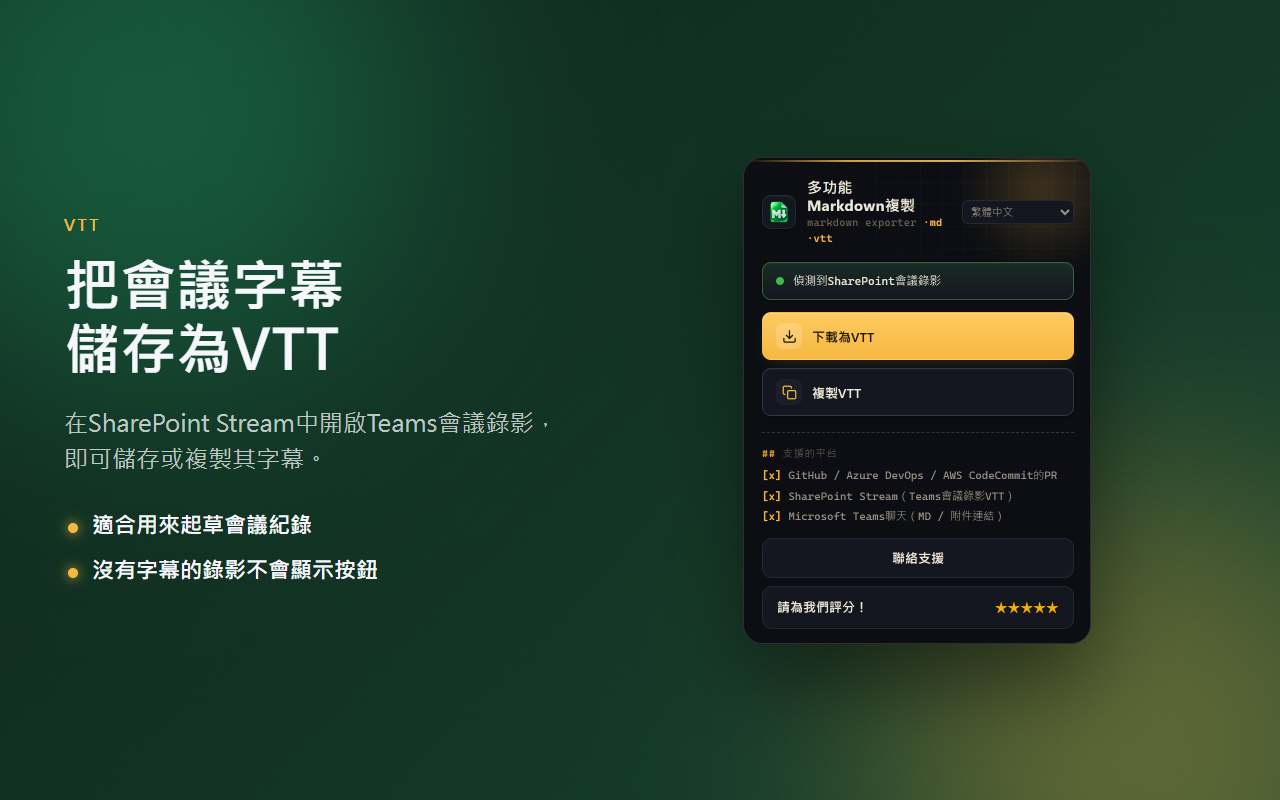 VTT
把會議字幕
儲存為VTT
在SharePoint Stream中開啟Teams會議錄影，
即可儲存或複製其字幕。
適合用來起草會議紀錄
沒有字幕的錄影不會顯示按鈕
多功能
Markdown複製
markdown exporter ·md
·vtt
繁體中文
偵測到SharePoint會議錄影
下載為VTT
複製VTT
## 支援的平台
[x] GitHub / Azure DevOps / AWS CodeCommit的PR
[x] SharePoint Stream（Teams會議錄影VTT）
[x] Microsoft Teams聊天（MD / 附件連結）
聯絡支援
請為我們評分！ ★★★★★